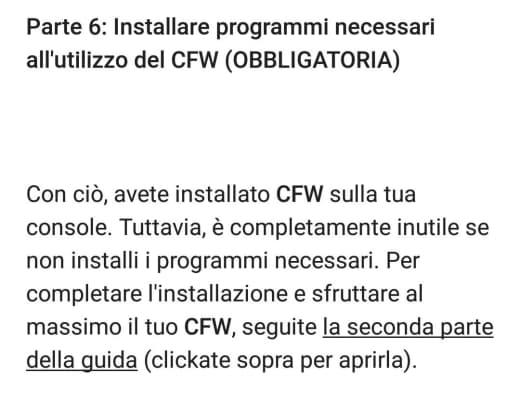 Parte 6: Installare programmi necessari
all'utilizzo del CFW (OBBLIGATORIA)
Con ciò, avete installato CFW sulla tua
console. Tuttavia, è completamente inutile se
non installi i programmi necessari. Per
completare l'installazione e sfruttare al
massimo il tuo CFW, seguite la seconda parte
della guida (clickate sopra per aprirla).